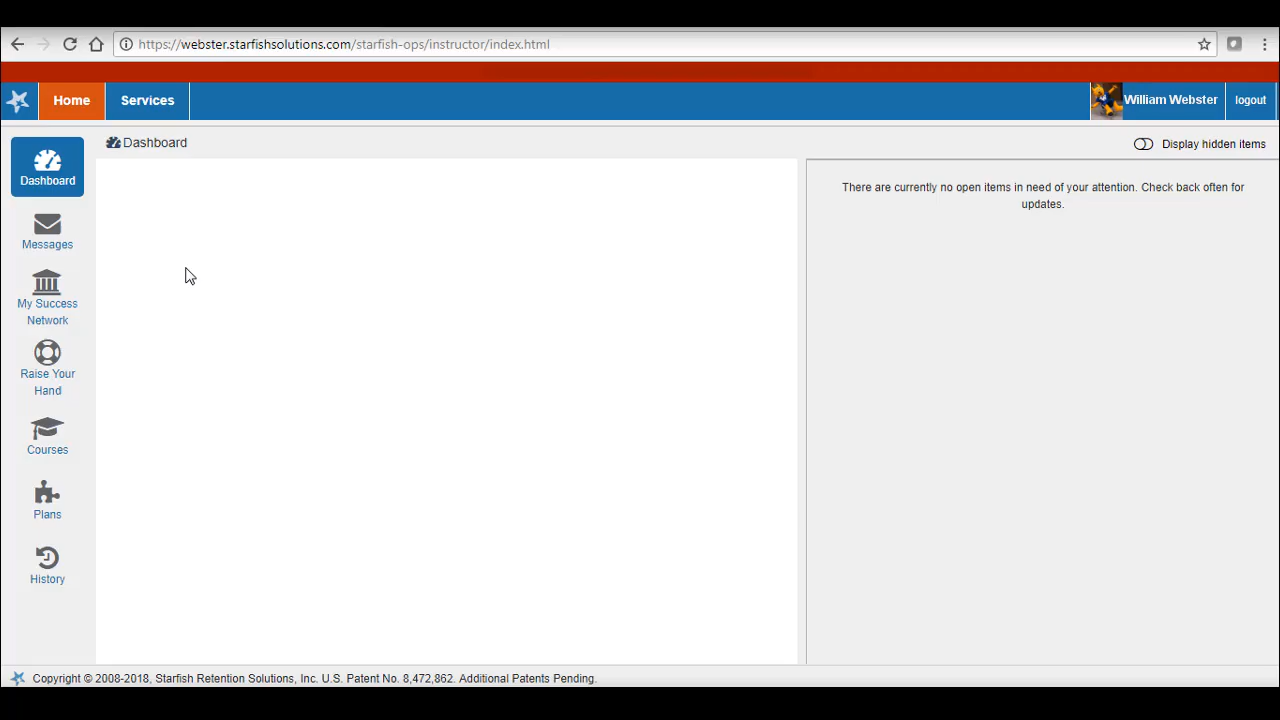 https://webster.starfishsolutions.com/starfish-ops/instructor/index.html
Home
Services
William Webster
logout
Dashboard
Display hidden items
Dashboard
Messages
My Success
Network
Raise Your
Hand
Courses
Plans
History
There are currently no open items in need of your attention. Check back often for
updates.
Copyright © 2008-2018, Starfish Retention Solutions, Inc. U.S. Patent No. 8,472,862. Additional Patents Pending.